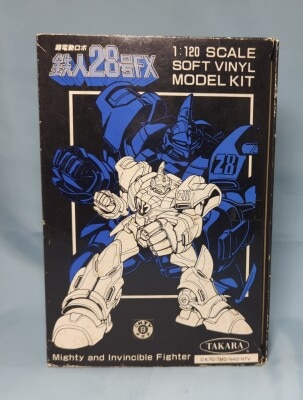 超電動ロボ
鉄人28号FX
1:120 SCALE
SOFT VINYL
MODEL KIT
28
Mighty and Invincible Fighter
TAKARA